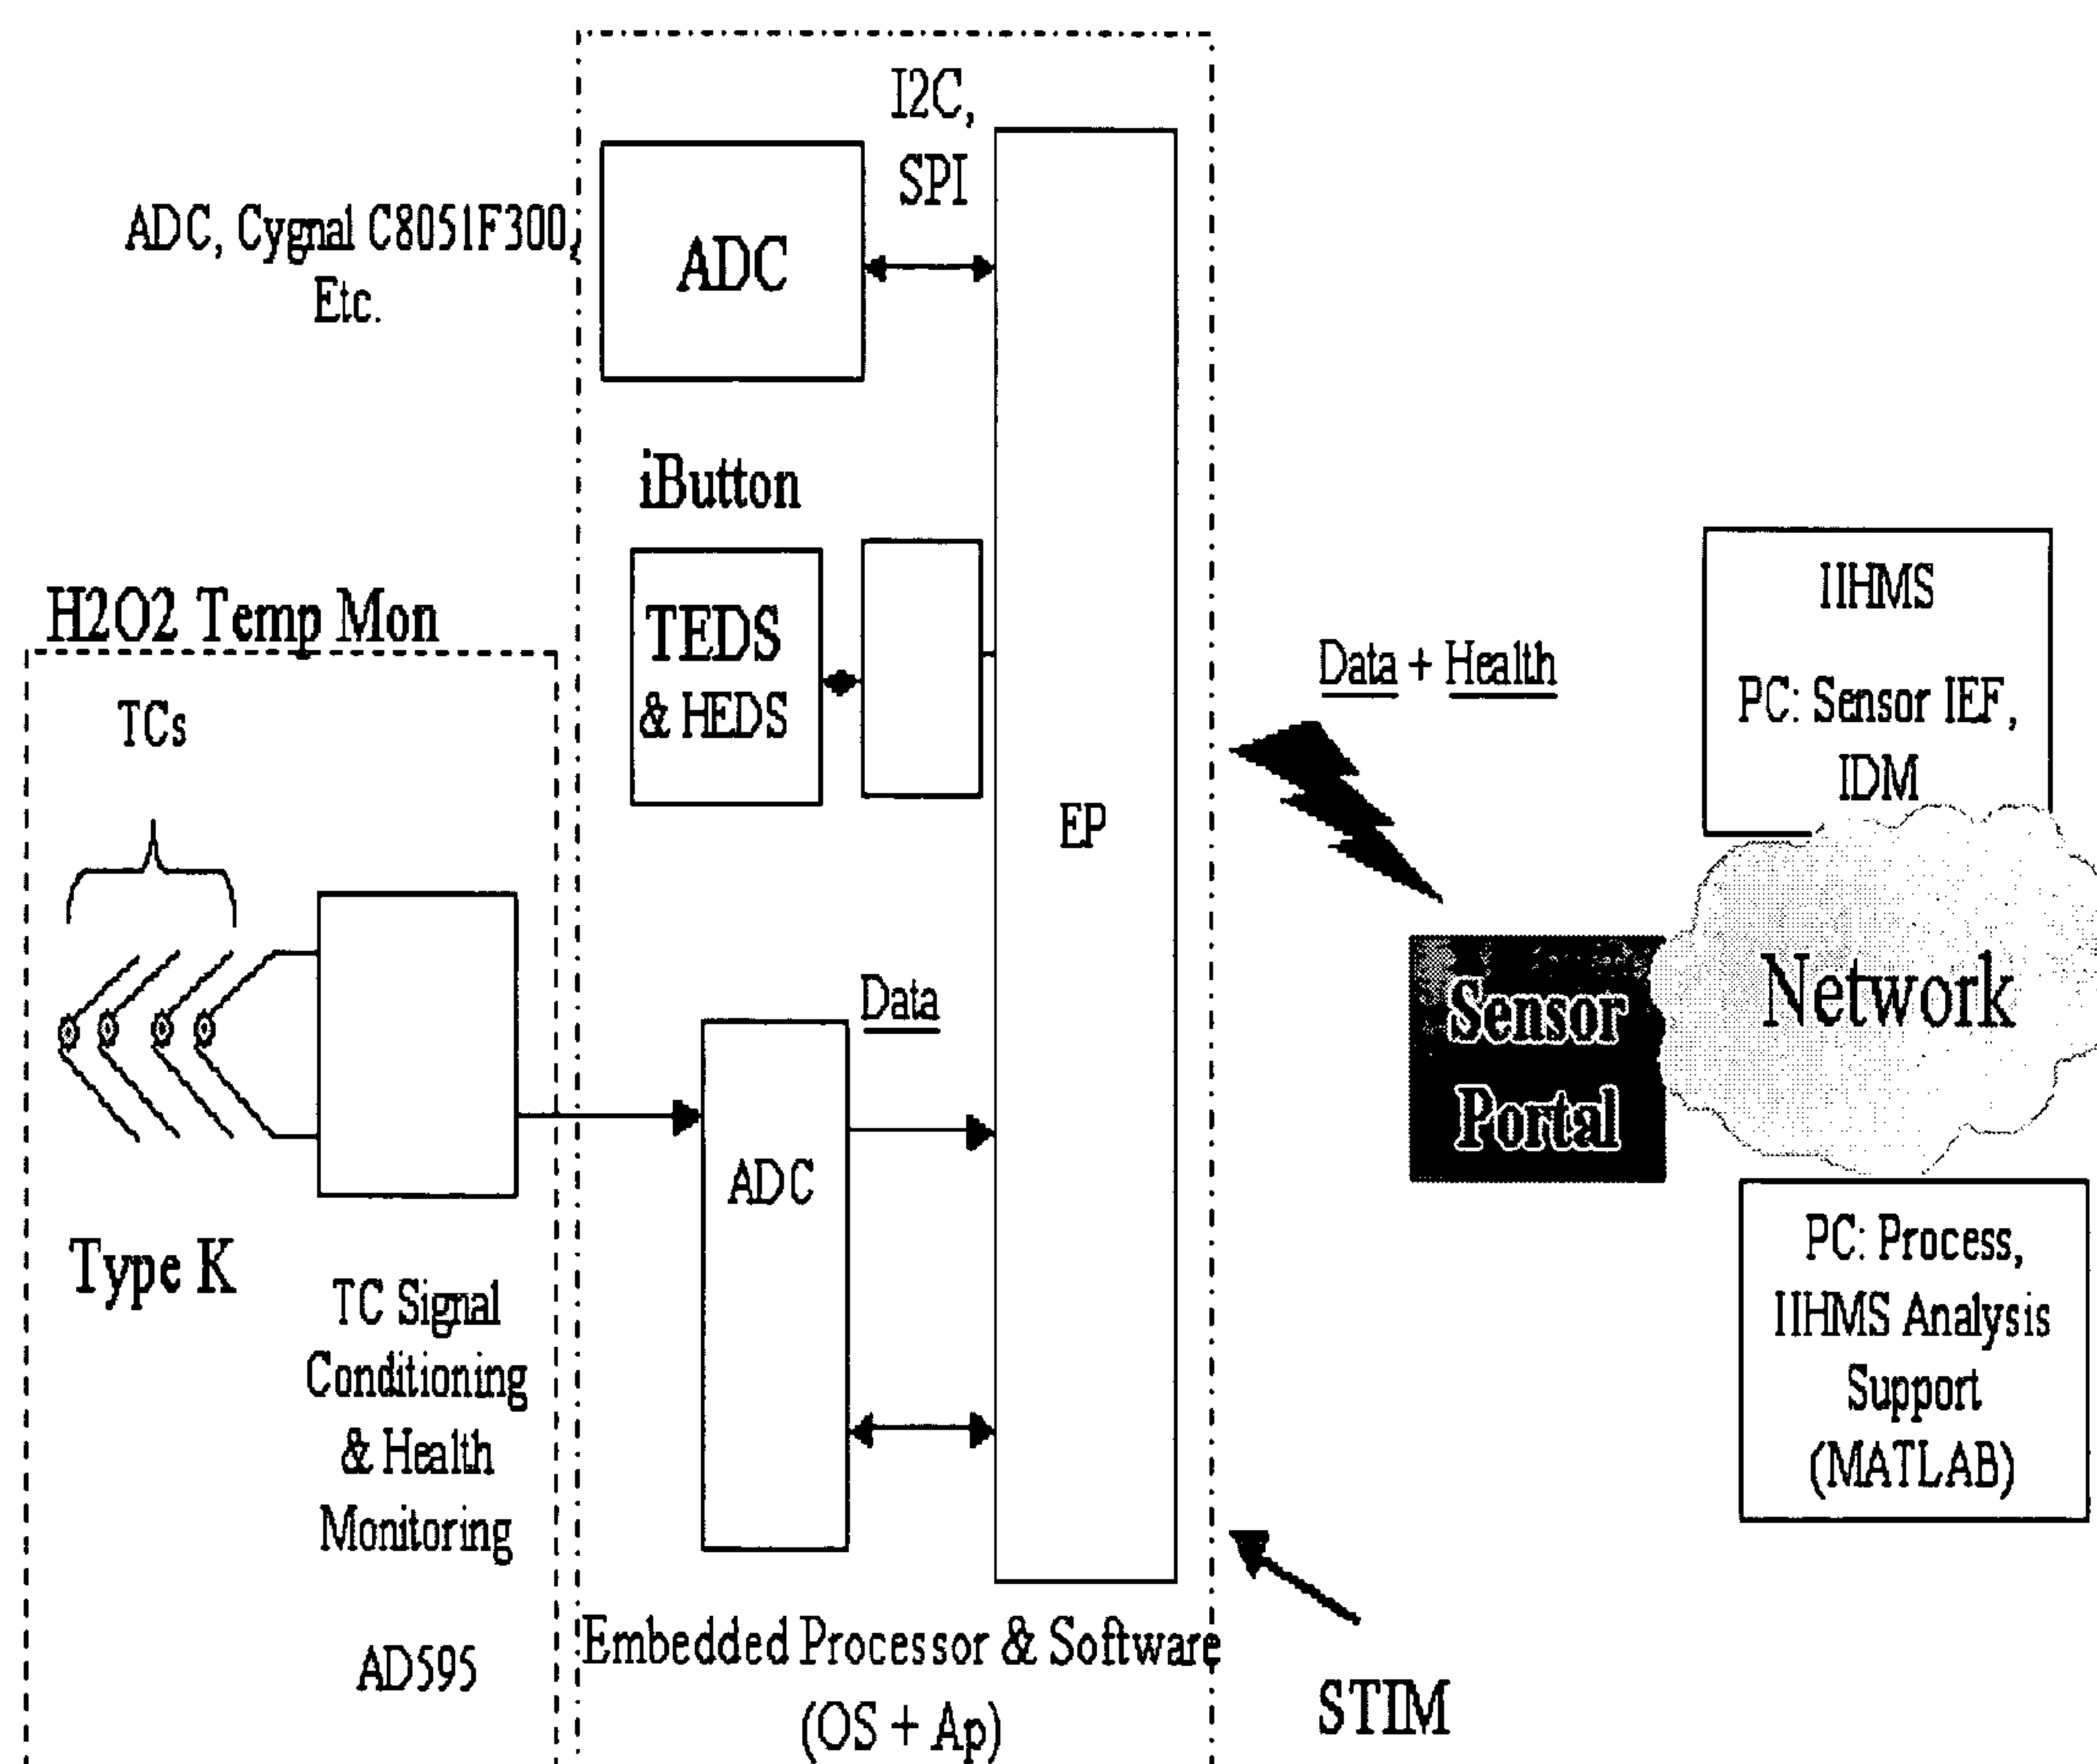 I2C,
SPI
ADC, Cygnal C8051F300,
Etc.
ADC
iButton
TEDS
& HEDS
H2O2 Temp Mon
TCs
Type K
TC Signal
Conditioning
& Health
Monitoring
AD595
Data
ADC
EP
Embedded Processor & Software
(OS + Ap)
Data + Health
STIM
Sensor
Portal
Network
IIHMS
PC: Sensor IEF,
IDM
PC: Process,
IIHMS Analysis
Support
(MATLAB)